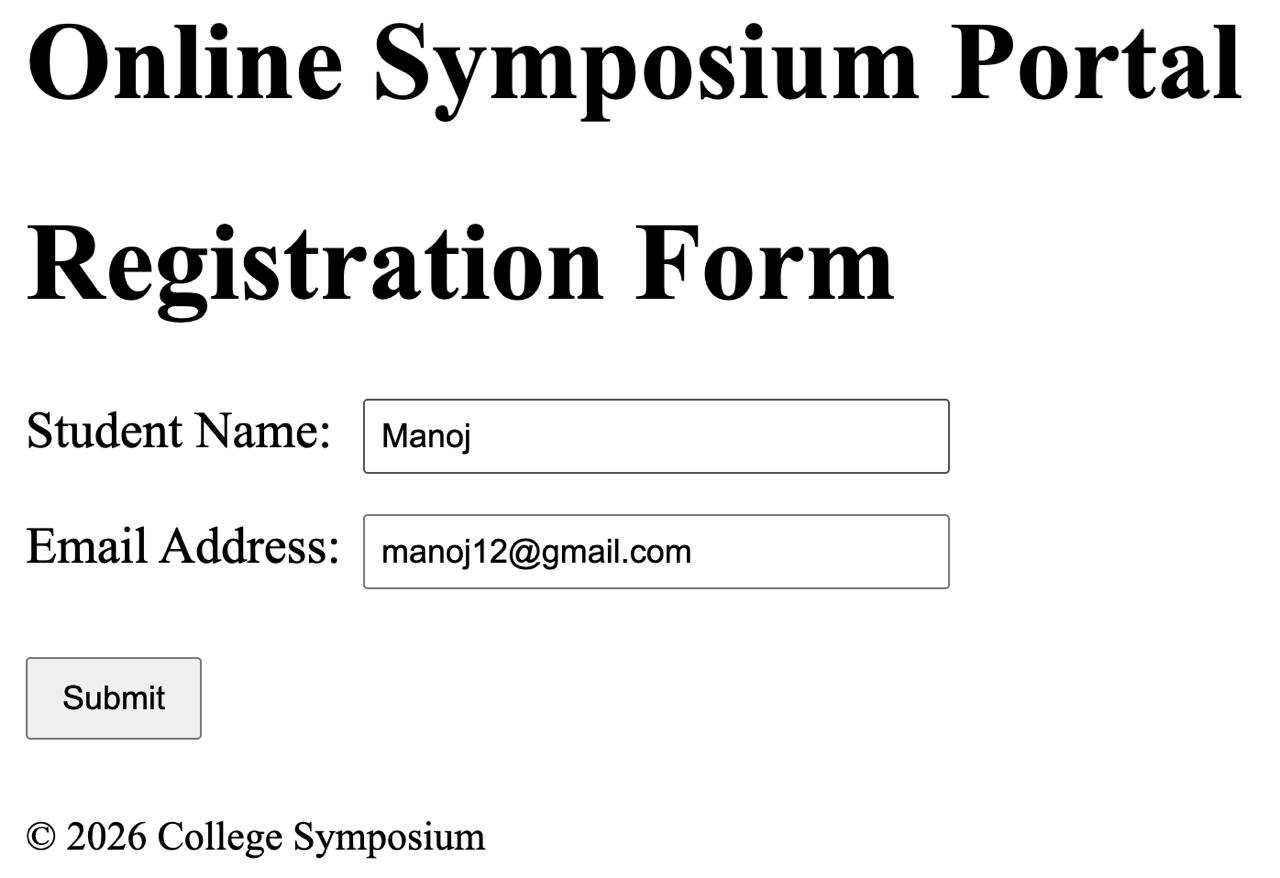 Online Symposium Portal
Registration Form
Student Name: Manoj
Email Address: manoj12@gmail.com
Submit
© 2026 College Symposium